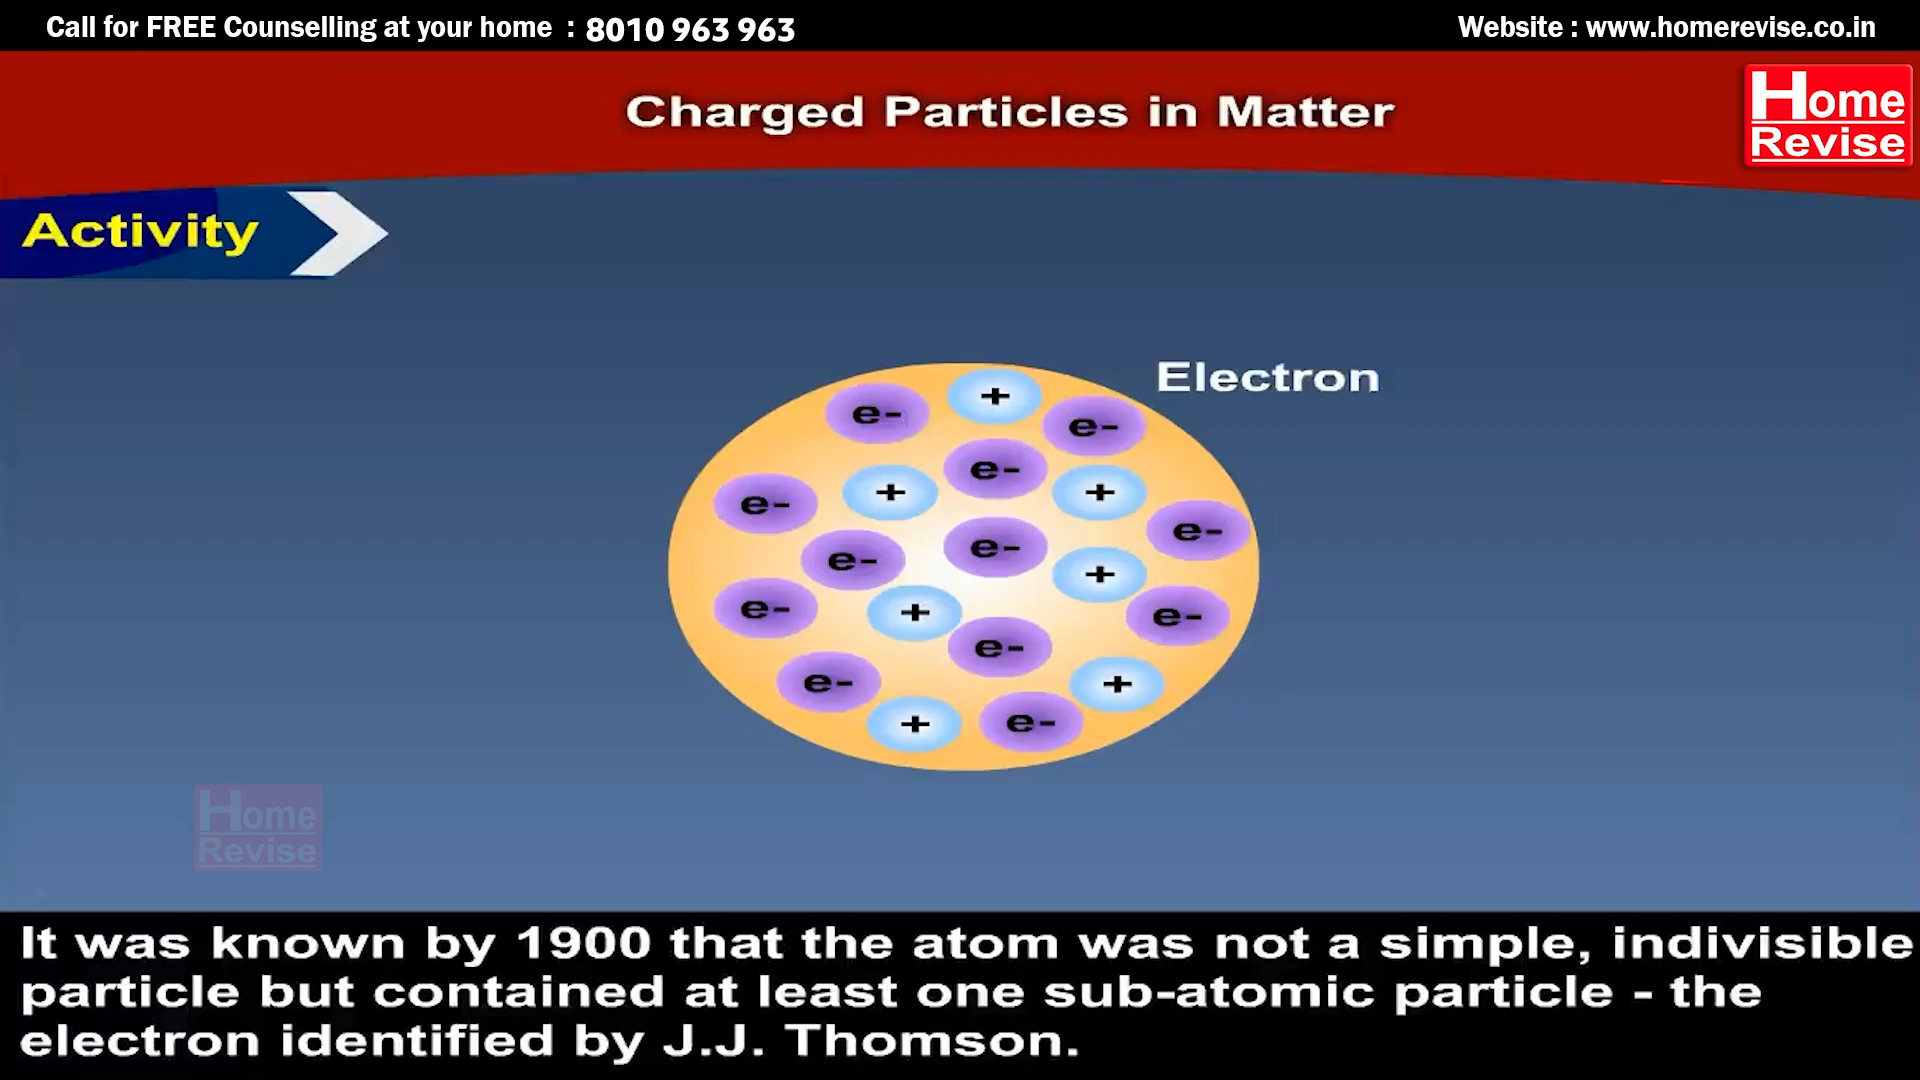 Call for FREE Counselling at your home : 8010 963 963
Website : www.homerevise.co.in
Charged Particles in Matter
Home
Revise
Activity
Electron
e-
+
e-
e-
+
+
e-
e-
e-
e-
+
e-
e-
+
e-
e-
+
e-
+
e-
Home
Revise
It was known by 1900 that the atom was not a simple, indivisible
particle but contained at least one sub-atomic particle - the
electron identified by J.J. Thomson.